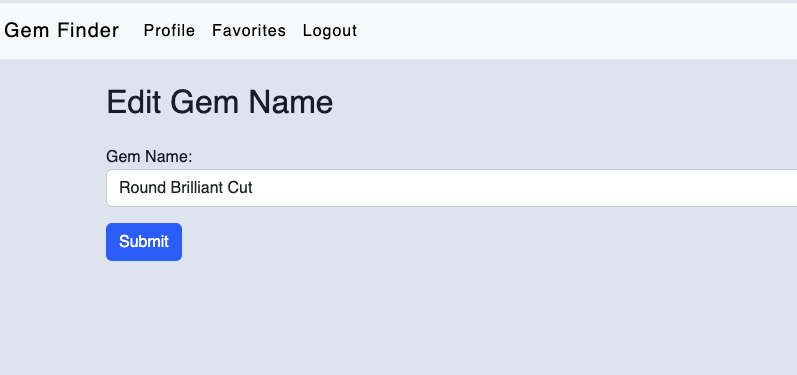 Gem Finder Profile Favorites Logout
Edit Gem Name
Gem Name:
Round Brilliant Cut
Submit